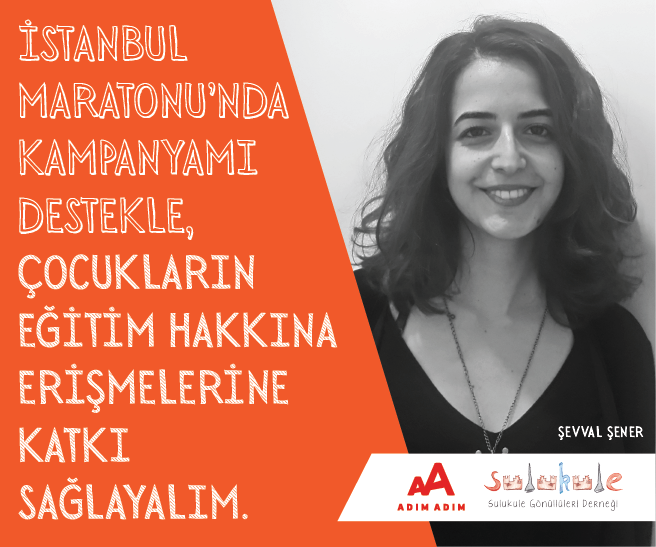 İSTANBUL
MARATONU'NDA
KAMPANYAMI
DESTEKLE,
ÇOCUKLARIN
EĞİTİM HAKKINA
ERİŞMELERİNE
KATKI
SAĞLAYALIM.
ŞEVVAL ŞENER
AA
ADIM ADIM
sulukule
Sulukule Gönüllüleri Derneği